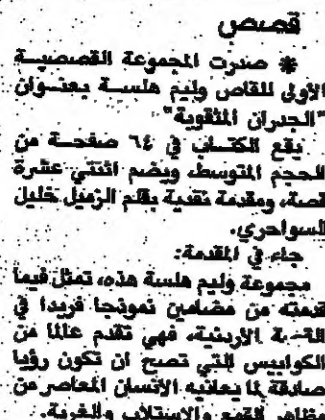 قصص
* صدرت المجموعة القصصية
الأولى للقاص وليم هلسة بعنوان
"الجدران المثقوبة"
يقع الكتاب في ٦٤ صفحة من
الحجم المتوسط ويضم اثنتي عشرة
قصة، ومقدمة نقدية بقلم الزميل خليل
السواحري.
جاء في المقدمة:
مجموعة وليم هلسة هذه، تمثل فيما
قدمته من مضامين نموذجا فريدا في
القصة الأردنية، فهي تقدم عالما من
الكوابيس التي تصح ان تكون رؤيا
صادقة لما يعانيه الانسان المعاصر من
مظاهر القمع والاستلاب والغربة.